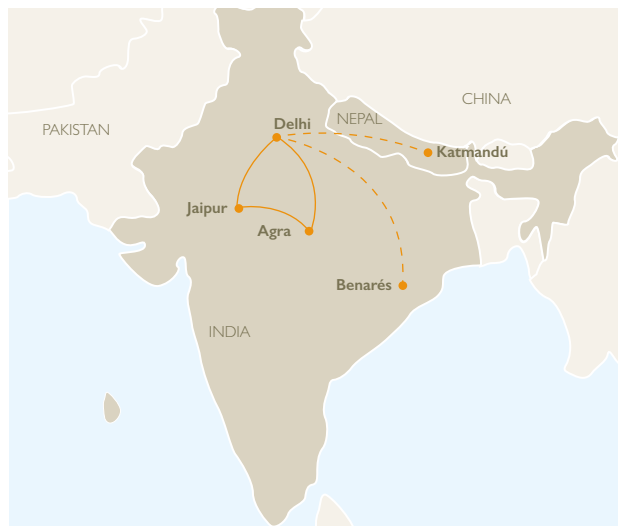 CHINA
NEPAL
Delhi
PAKISTAN
Katmandú
Jaipur
Agra
Benarés
INDIA